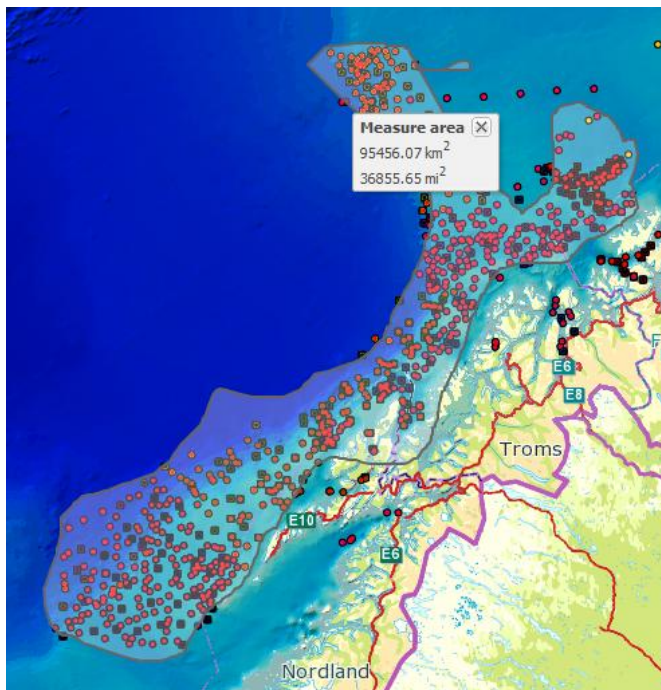 Measure area
95456.07 km²
36855.65 mi²
E6
E8
Troms
E10
E6
Nordland